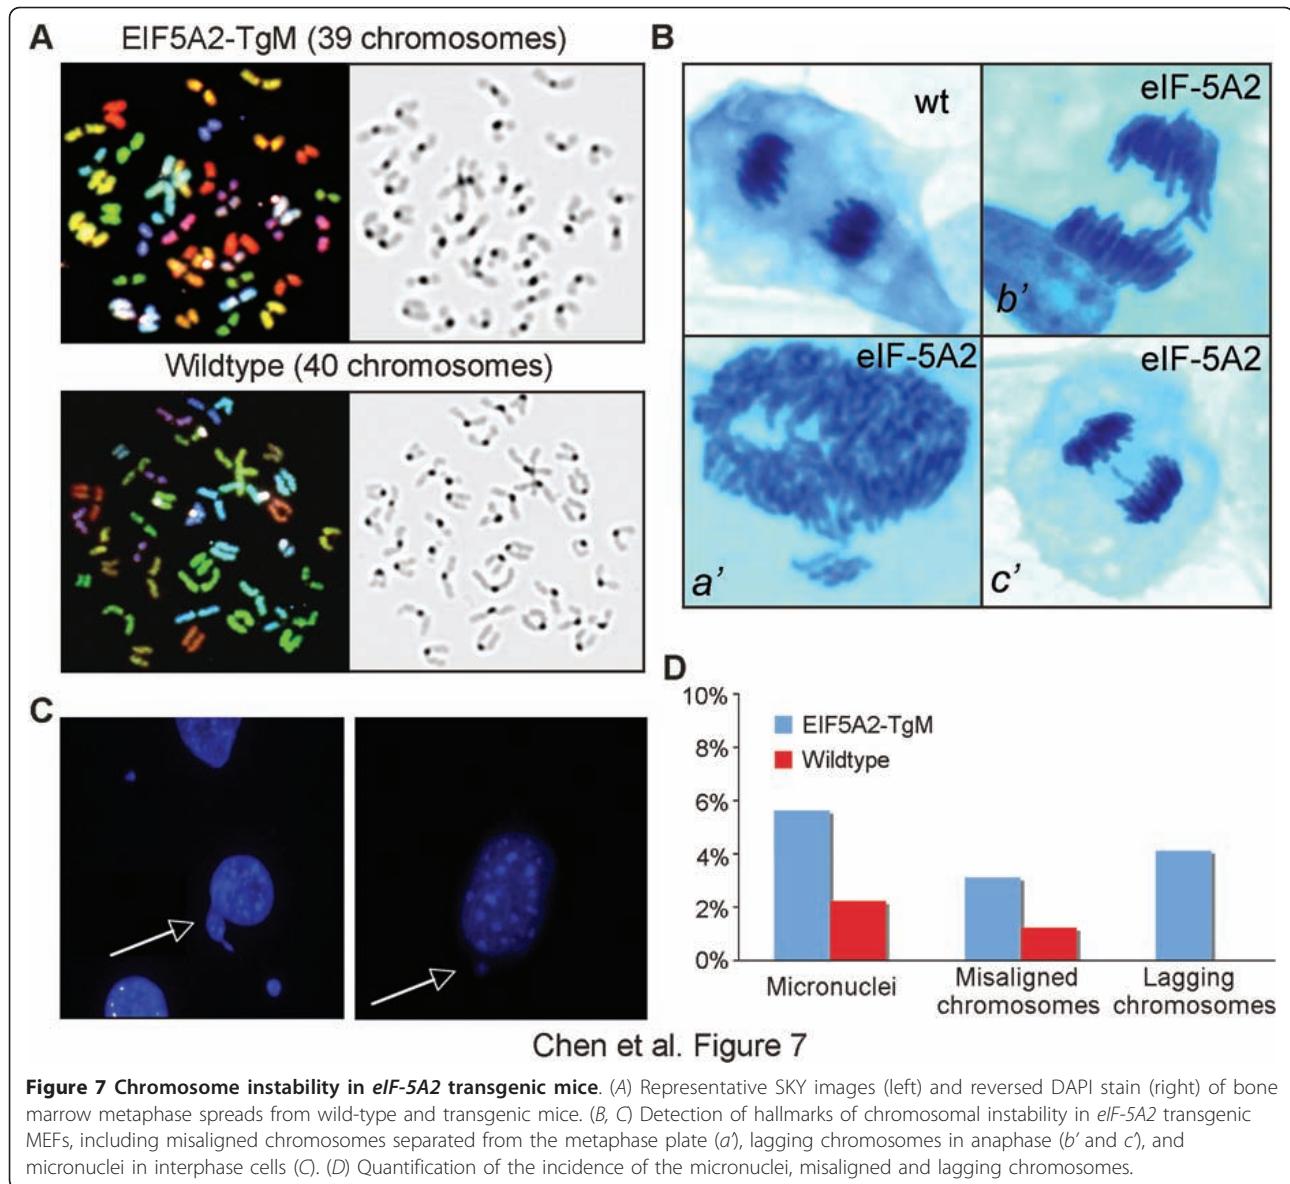 A
EIF5A2-TgM (39 chromosomes)
Wildtype (40 chromosomes)
B
wt
eIF-5A2
b’
eIF-5A2
a’
eIF-5A2
c’
C
D
10%
8%
6%
4%
2%
0%
EIF5A2-TgM
Wildtype
Micronuclei
Misaligned
chromosomes
Lagging
chromosomes
Chen et al. Figure 7
Figure 7 Chromosome instability in eIF-5A2 transgenic mice. (A) Representative SKY images (left) and reversed DAPI stain (right) of bone
marrow metaphase spreads from wild-type and transgenic mice. (B, C) Detection of hallmarks of chromosomal instability in eIF-5A2 transgenic
MEFs, including misaligned chromosomes separated from the metaphase plate (a’), lagging chromosomes in anaphase (b’ and c’), and
micronuclei in interphase cells (C). (D) Quantification of the incidence of the micronuclei, misaligned and lagging chromosomes.